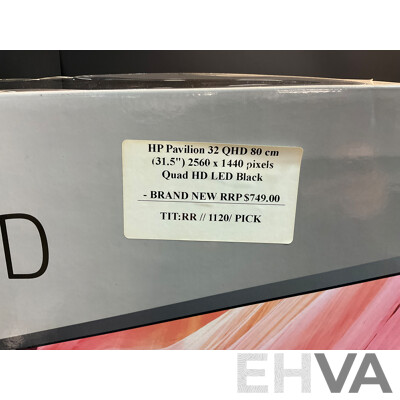 HP Pavilion 32 QHD 80 cm
(31.5") 2560 x 1440 pixels
Quad HD LED Black
- BRAND NEW RRP $749.00
TIT:RR // 1120/ PICK
D
EHVA